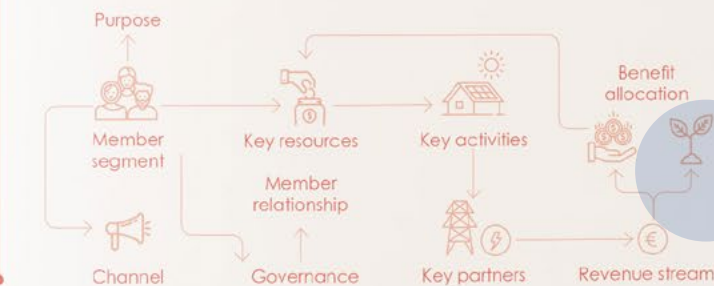 Purpose
Benefit
allocation
Member
segment
Key resources
Key activities
Member
relationship
Channel
Governance
Key partners
Revenue stream